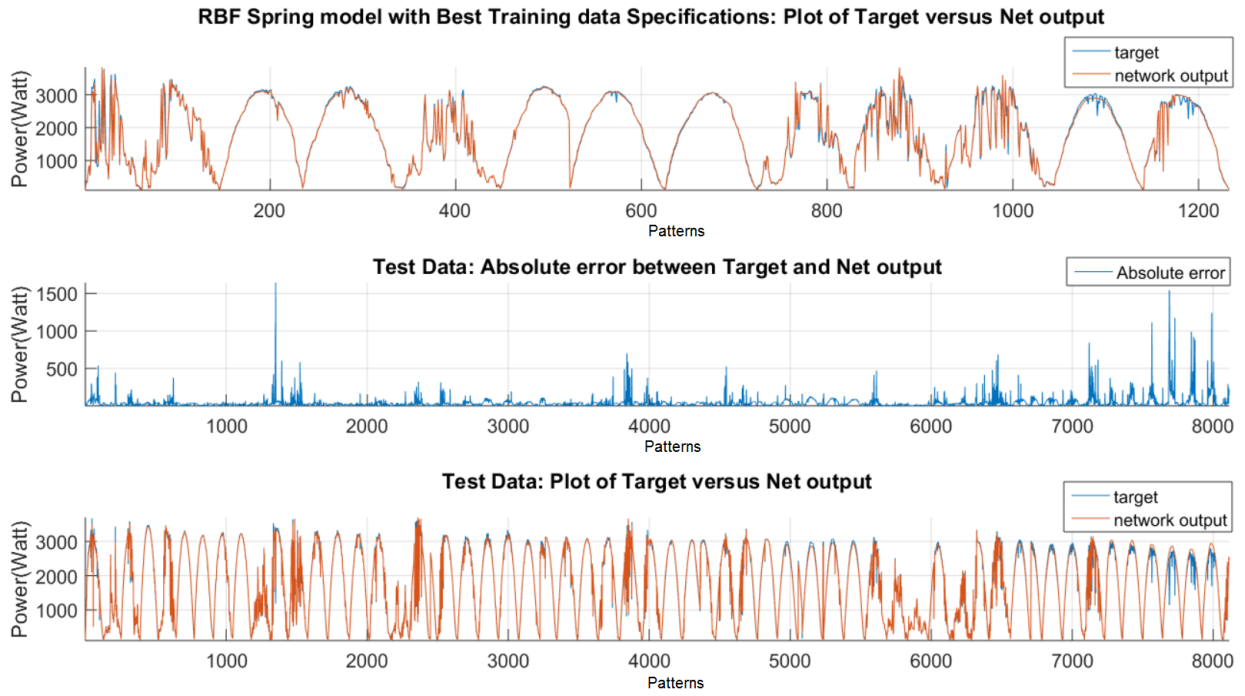 RBF Spring model with Best Training data Specifications: Plot of Target versus Net output
target
network output
Power(Watt)
3000
2000
1000
200 400 600 800 1000 1200
Patterns
Test Data: Absolute error between Target and Net output
Absolute error
Power(Watt)
1500
1000
500
1000 2000 3000 4000 5000 6000 7000 8000
Patterns
Test Data: Plot of Target versus Net output
target
network output
Power(Watt)
3000
2000
1000
1000 2000 3000 4000 5000 6000 7000 8000
Patterns